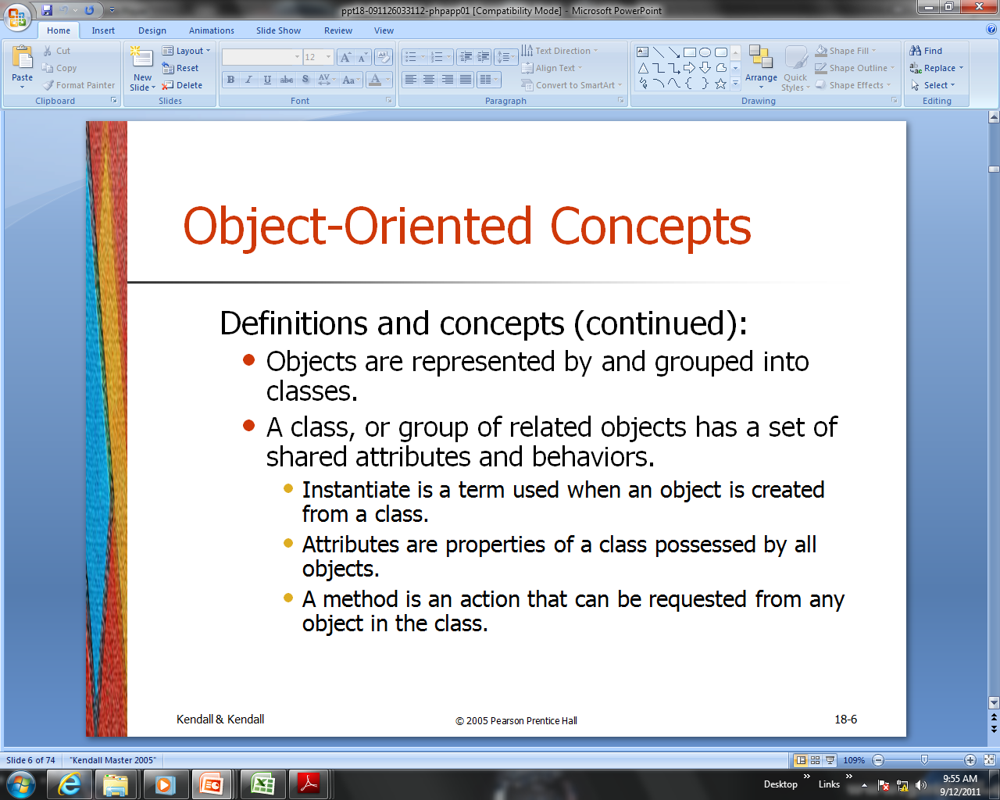 ppt18-091126033112-phpapp01 [Compatibility Mode] - Microsoft PowerPoint
Home Insert Design Animations Slide Show Review View
Paste
Cut
Copy
Format Painter
Clipboard
New
Slide
Layout
Reset
Delete
Slides
12
B I U abc S AV Aa A
Font
Text Direction
Align Text
Convert to SmartArt
Paragraph
Arrange
Quick
Styles
Shape Fill
Shape Outline
Shape Effects
Drawing
Find
Replace
Select
Editing
Object-Oriented Concepts
Definitions and concepts (continued):
Objects are represented by and grouped into
classes.
A class, or group of related objects has a set of
shared attributes and behaviors.
Instantiate is a term used when an object is created
from a class.
Attributes are properties of a class possessed by all
objects.
A method is an action that can be requested from any
object in the class.
Kendall & Kendall © 2005 Pearson Prentice Hall 18-6
Slide 6 of 74 "Kendall Master 2005" 109%
Desktop Links 9:55 AM
9/12/2011